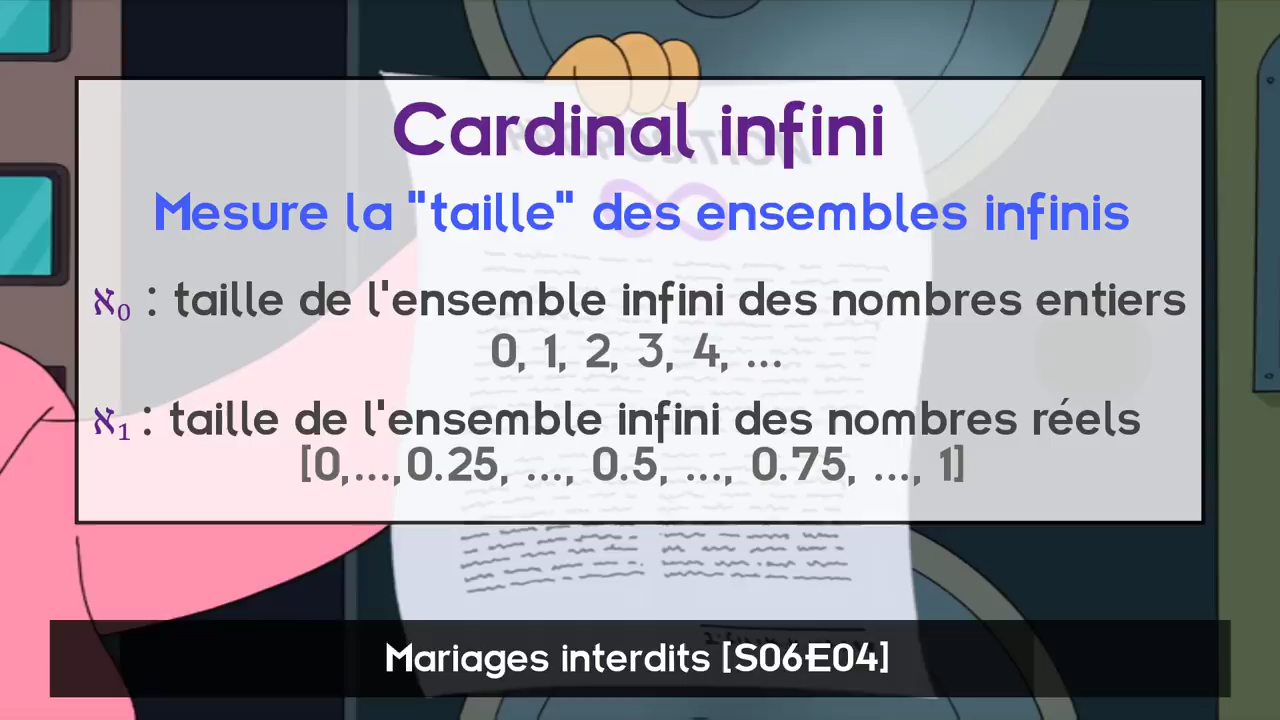 Cardinal infini
Mesure la "taille" des ensembles infinis
ℵ₀ : taille de l'ensemble infini des nombres entiers
0, 1, 2, 3, 4, ...
ℵ₁ : taille de l'ensemble infini des nombres réels
[0,...,0.25, ..., 0.5, ..., 0.75, ..., 1]
Mariages interdits [S06E04]